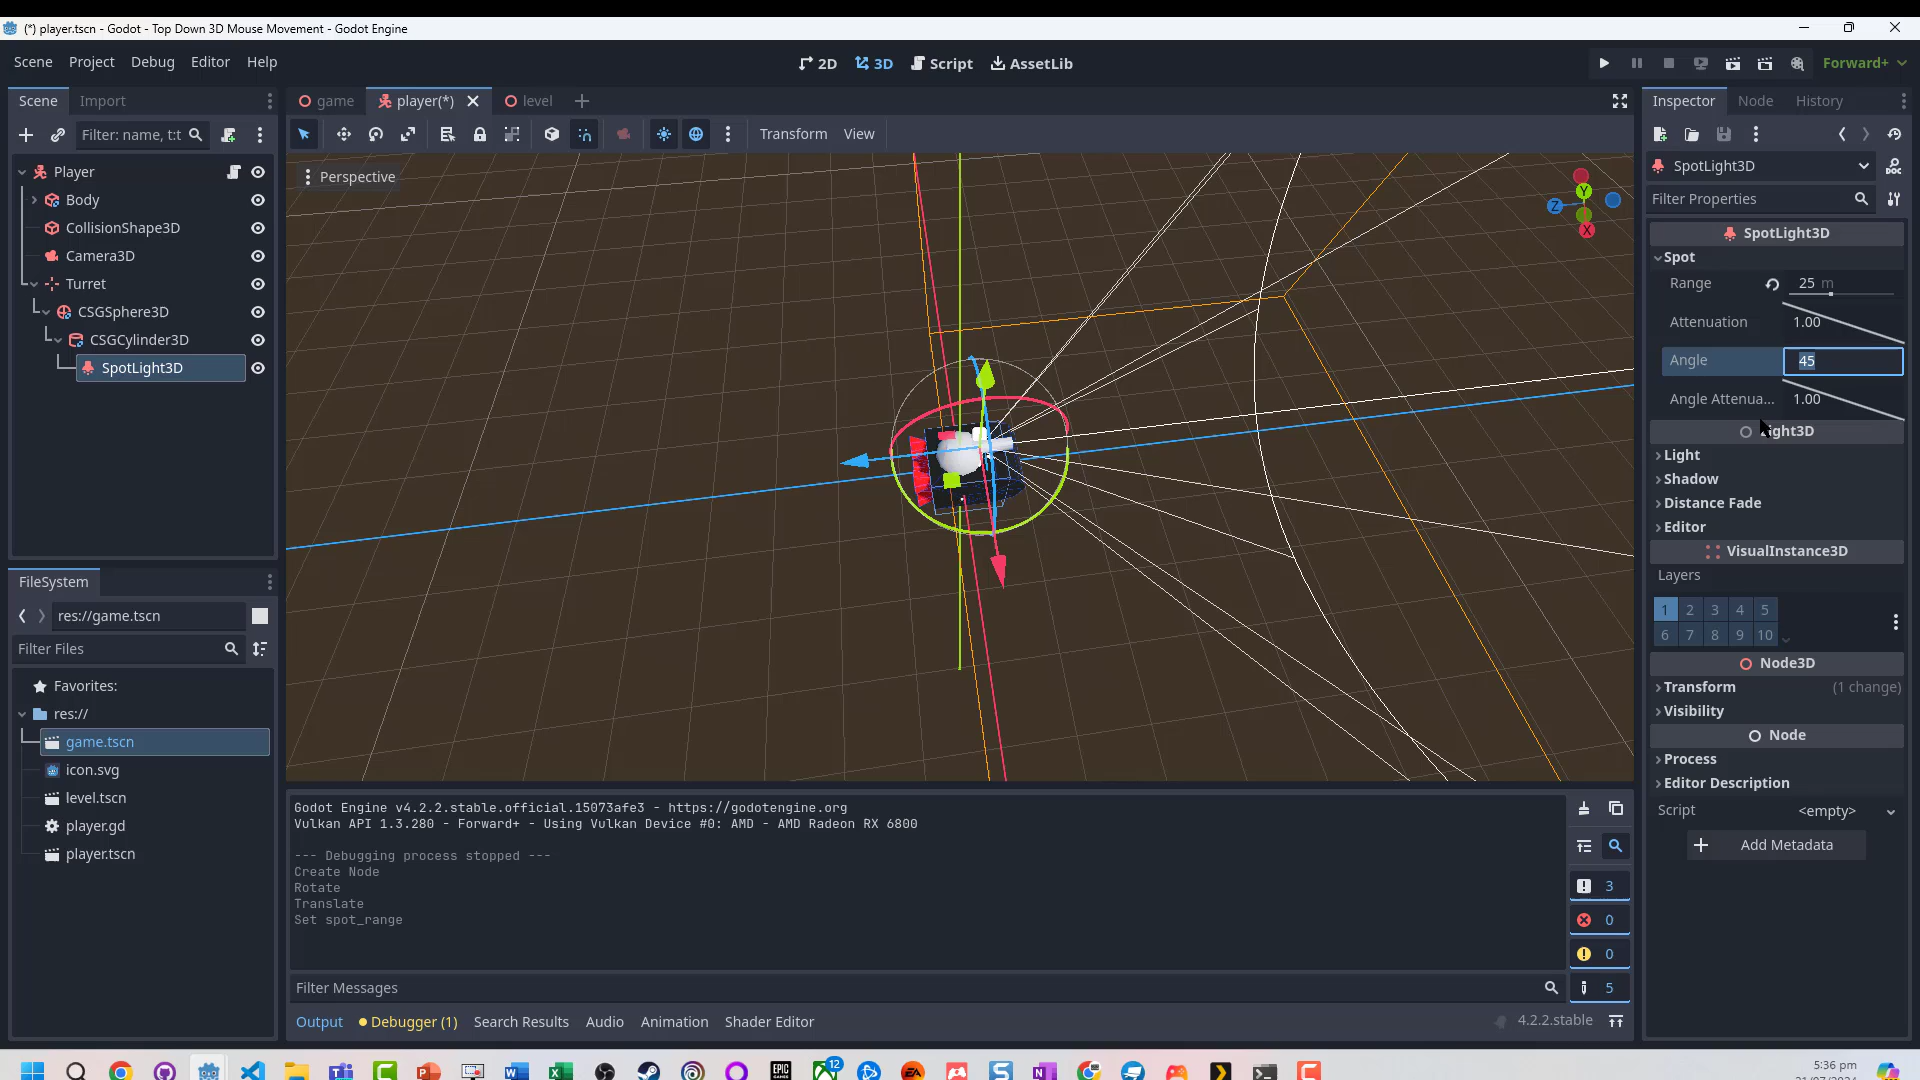 (*) player.tscn - Godot - Top Down 3D Mouse Movement - Godot Engine
Scene Project Debug Editor Help
2D 3D Script AssetLib
Forward+
Scene Import
game player(*) level
Inspector Node History
Filter: name, t:t
Transform View
Player
Body
CollisionShape3D
Camera3D
Turret
CSGSphere3D
CSGCylinder3D
SpotLight3D
Perspective
Y
Z
X
SpotLight3D
DOC
Filter Properties
SpotLight3D
Spot
Range 25 m
Attenuation 1.00
Angle 45
Angle Attenua... 1.00
Light
Shadow
Distance Fade
Editor
VisualInstance3D
Layers
1 2 3 4 5
6 7 8 9 10
Node3D
Transform (1 change)
Visibility
Node
Process
Editor Description
Script <empty>
Add Metadata
FileSystem
res://game.tscn
Filter Files
Favorites:
res://
game.tscn
icon.svg
level.tscn
player.gd
player.tscn
Godot Engine v4.2.2.stable.official.15073afe3 - https://godotengine.org
Vulkan API 1.3.280 - Forward+ - Using Vulkan Device #0: AMD - AMD Radeon RX 6800
--- Debugging process stopped ---
Create Node
Rotate
Translate
Set spot_range
3
0
0
5
Filter Messages
Output Debugger (1) Search Results Audio Animation Shader Editor
4.2.2.stable
12
EPIC
5:36 pm